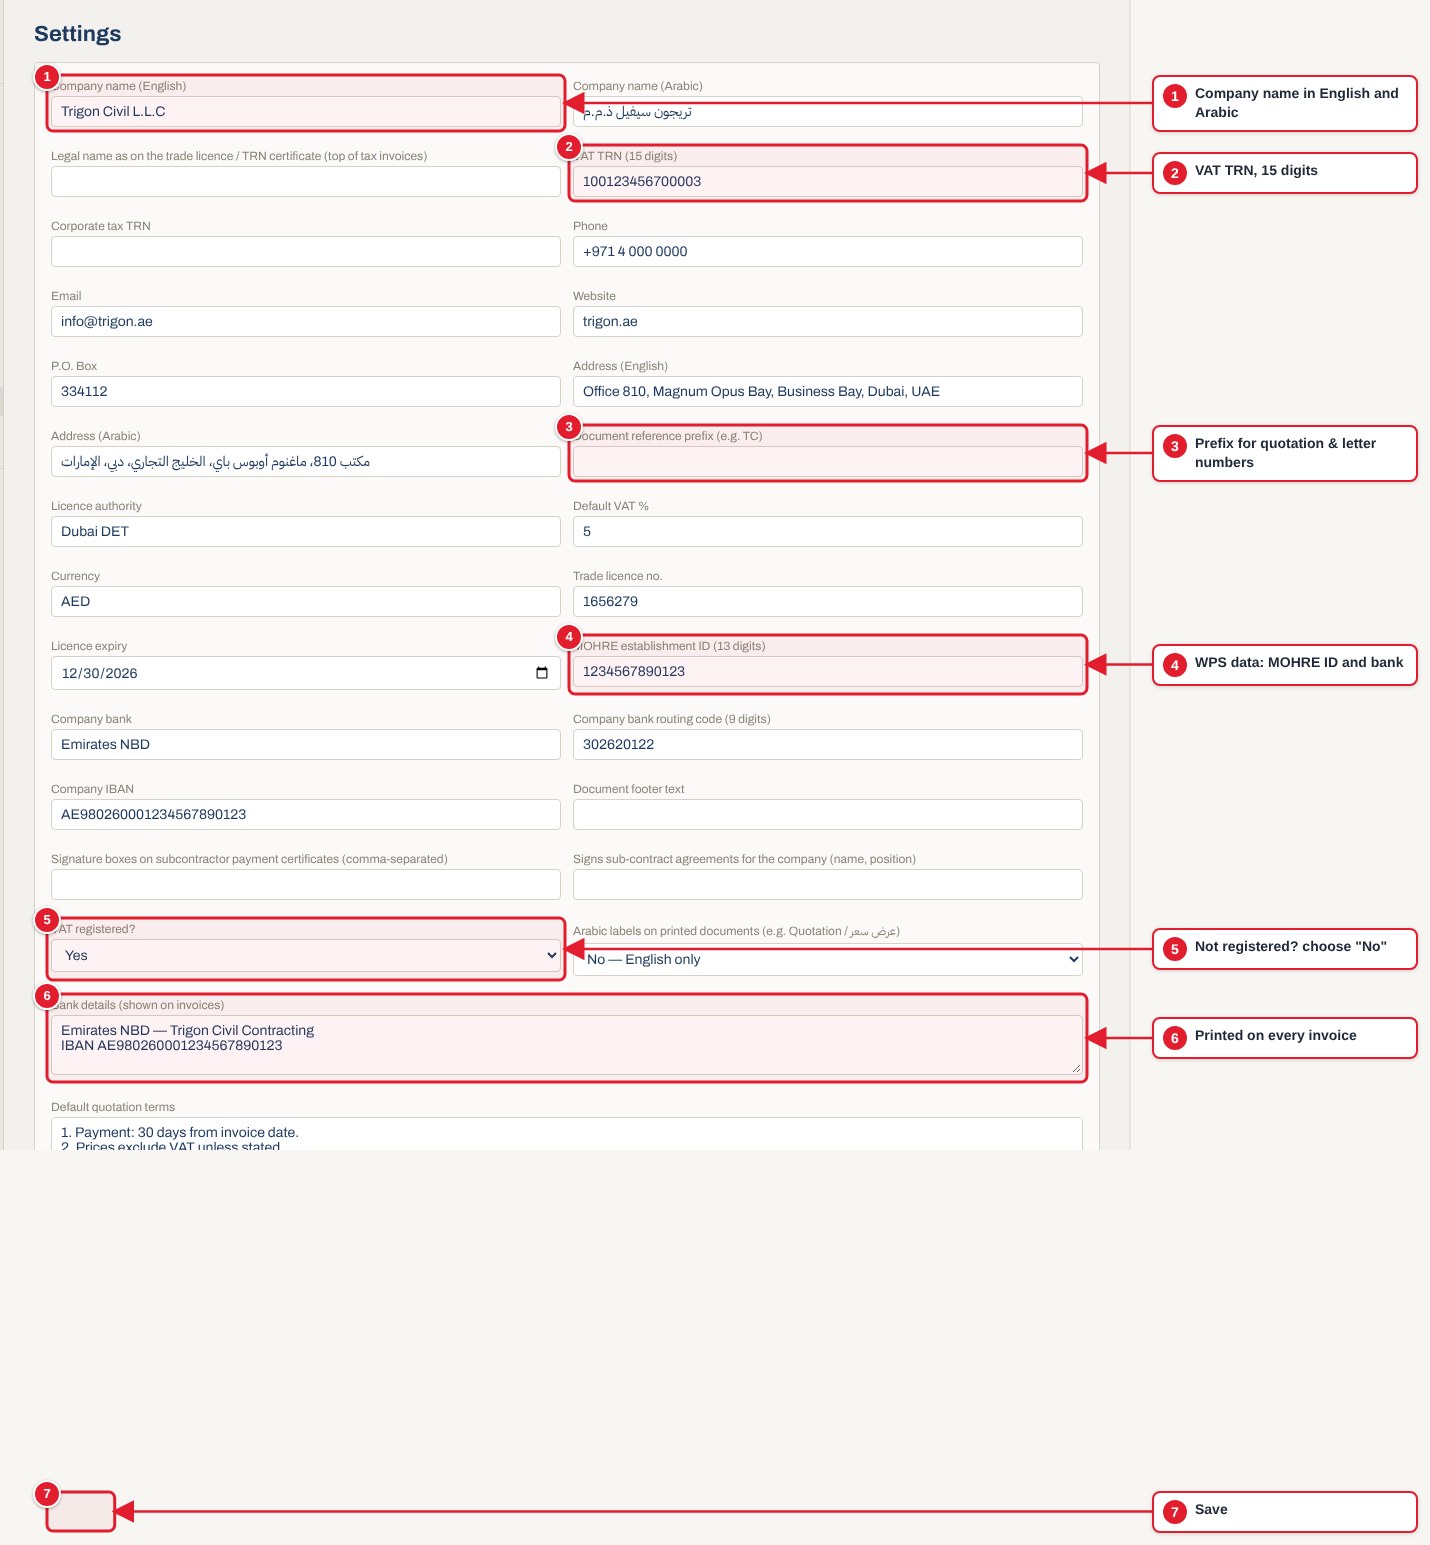 Settings
1
Company name (English)
Company name (Arabic)
Trigon Civil L.L.C
تريجون سيفيل ذ.م.م
1 Company name in English and
Arabic
Legal name as on the trade licence / TRN certificate (top of tax invoices)
2
VAT TRN (15 digits)
100123456700003
2 VAT TRN, 15 digits
Corporate tax TRN
Phone
+971 4 000 0000
Email
Website
info@trigon.ae
trigon.ae
P.O. Box
Address (English)
334112
Office 810, Magnum Opus Bay, Business Bay, Dubai, UAE
Address (Arabic)
3
Document reference prefix (e.g. TC)
مكتب 810، ماغنوم أوبوس باي، الخليج التجاري، دبي، الإمارات
3 Prefix for quotation & letter
numbers
Licence authority
Default VAT %
Dubai DET
5
Currency
Trade licence no.
AED
1656279
Licence expiry
4
MOHRE establishment ID (13 digits)
12/30/2026
1234567890123
4 WPS data: MOHRE ID and bank
Company bank
Company bank routing code (9 digits)
Emirates NBD
302620122
Company IBAN
Document footer text
AE980260001234567890123
Signature boxes on subcontractor payment certificates (comma-separated)
Signs sub-contract agreements for the company (name, position)
5
VAT registered?
Arabic labels on printed documents (e.g. Quotation / عرض سعر)
Yes
No — English only
5 Not registered? choose "No"
6
Bank details (shown on invoices)
Emirates NBD — Trigon Civil Contracting
IBAN AE980260001234567890123
6 Printed on every invoice
Default quotation terms
1. Payment: 30 days from invoice date.
2. Prices exclude VAT unless stated
7
7 Save